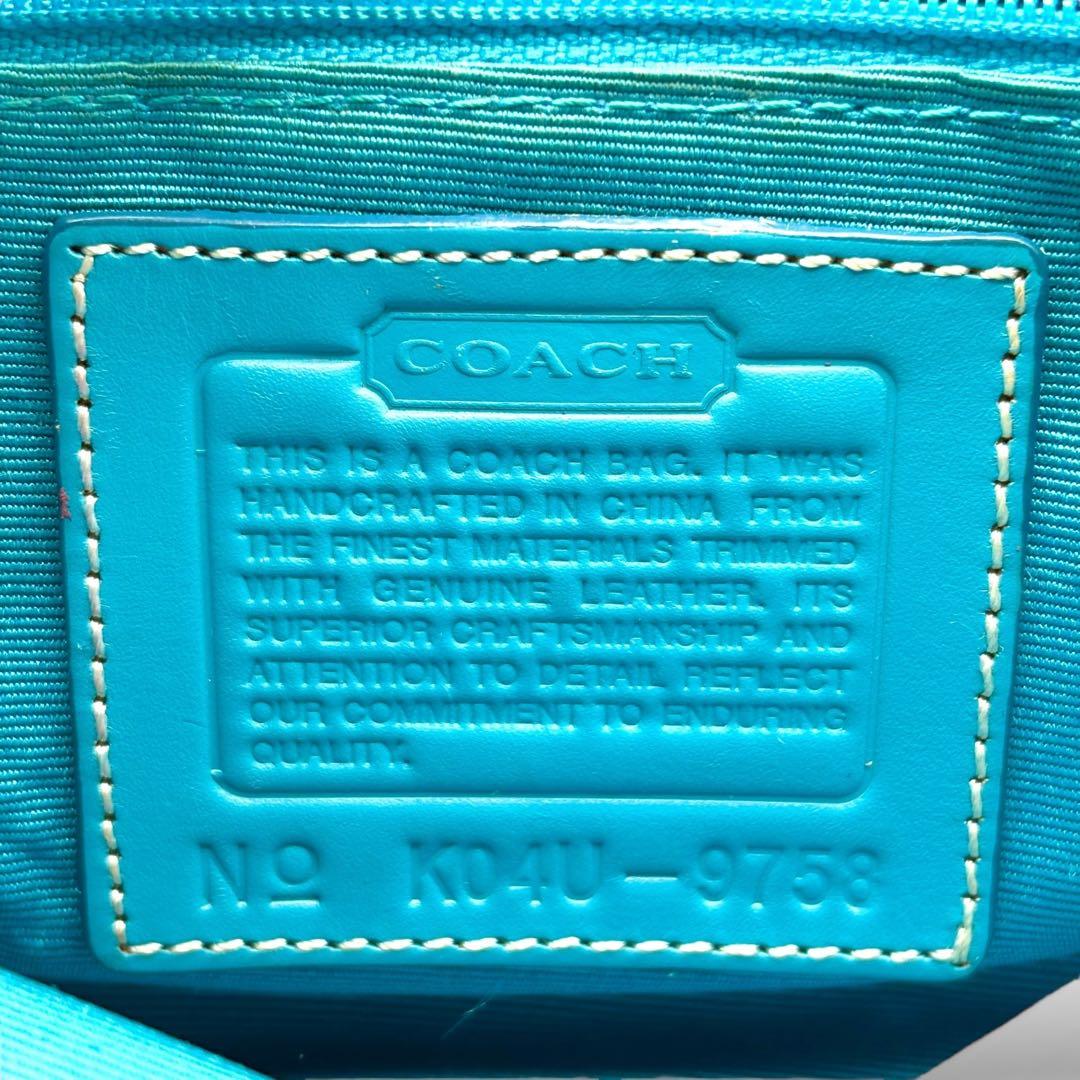 COACH
THIS IS A COACH BAG. IT WAS
HANDCRAFTED IN CHINA FROM
THE FINEST MATERIALS TRIMMED
WITH GENUINE LEATHER. ITS
SUPERIOR CRAFTSMANSHIP AND
ATTENTION TO DETAIL REFLECT
OUR COMMITMENT TO ENDURING
QUALITY.
Nº K04U-9758